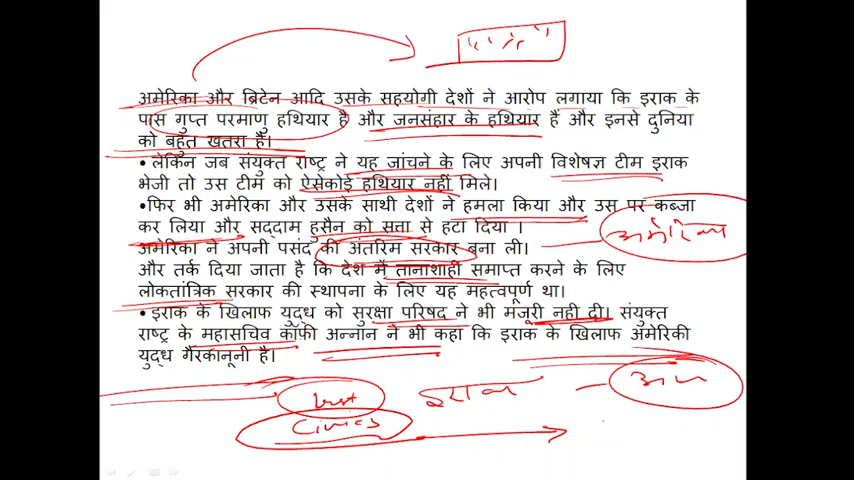 अमेरिका और ब्रिटेन आदि उसके सहयोगी देशों ने आरोप लगाया कि इराक के
पास गुप्त परमाणु हथियार है और जनसंहार के हथियार हैं और इनसे दुनिया
को बहुत खतरा है।
• लेकिन जब संयुक्त राष्ट्र ने यह जांचने के लिए अपनी विशेषज्ञ टीम इराक
भेजी तो उस टीम को ऐसेकोई हथियार नहीं मिले।
•फिर भी अमेरिका और उसके साथी देशों ने हमला किया और उस पर कब्जा
कर लिया और सद्दाम हुसैन को सत्ता से हटा दिया ।
अमेरिका ने अपनी पसंद की अंतरिम सरकार बना ली।
और तर्क दिया जाता है कि देश में तानाशाही समाप्त करने के लिए
लोकतांत्रिक सरकार की स्थापना के लिए यह महत्वपूर्ण था।
• इराक के खिलाफ युद्ध को सुरक्षा परिषद ने भी मंजूरी नही दी। संयुक्त
राष्ट्र के महासचिव कोफी अन्नान ने भी कहा कि इराक के खिलाफ अमेरिकी
युद्ध गैरकानूनी है।
इराक
Civics